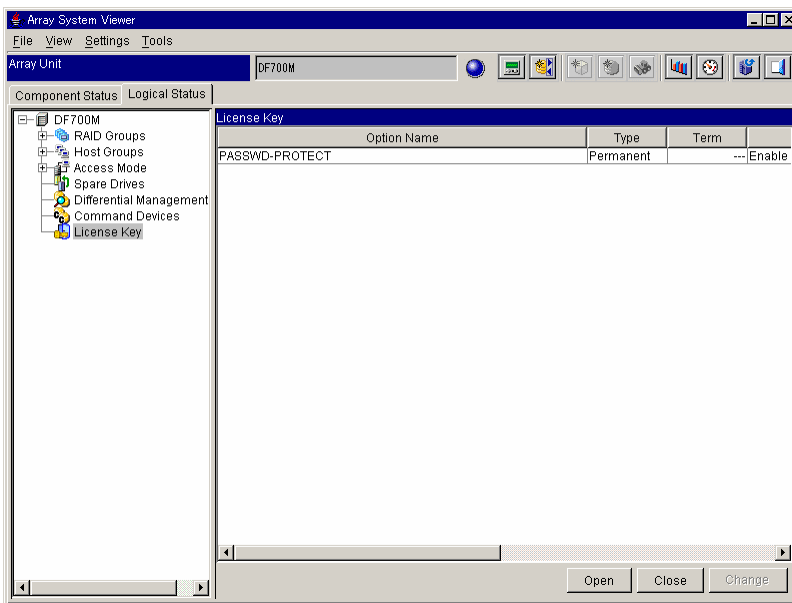 Array System Viewer
File View Settings Tools
Array Unit
DF700M
Component Status Logical Status
DF700M
RAID Groups
Host Groups
Access Mode
Spare Drives
Differential Management
Command Devices
License Key
License Key
Option Name Type Term
PASSWD-PROTECT Permanent --- Enable
Open Close Change